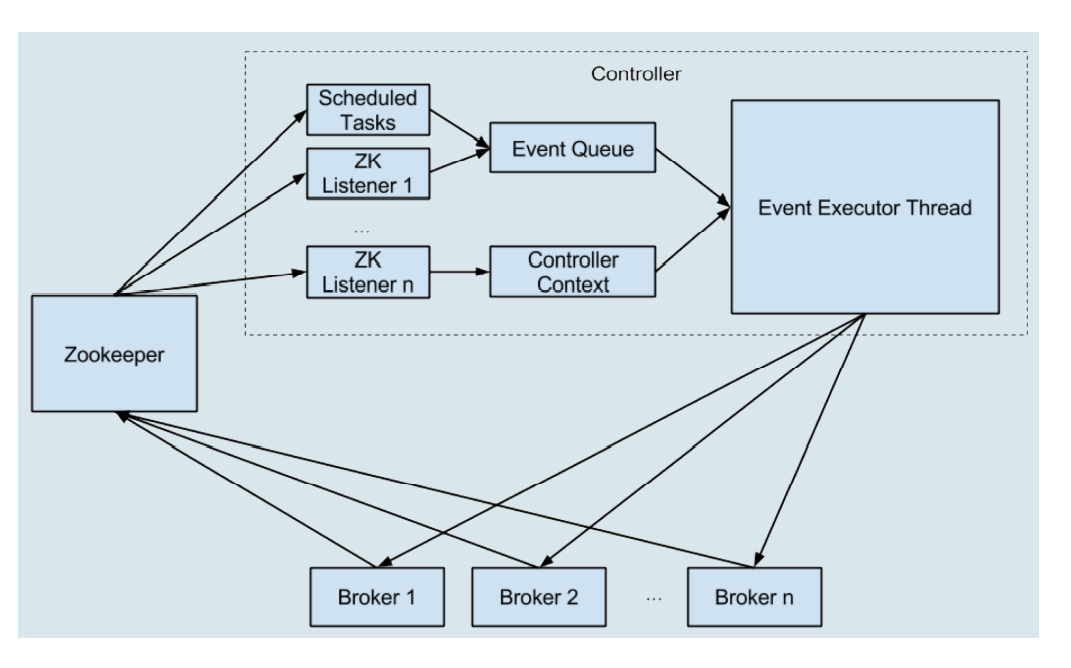 Controller
Scheduled
Tasks
ZK
Listener 1
Event Queue
Event Executor Thread
...
ZK
Listener n
Controller
Context
Zookeeper
Broker 1
Broker 2
...
Broker n